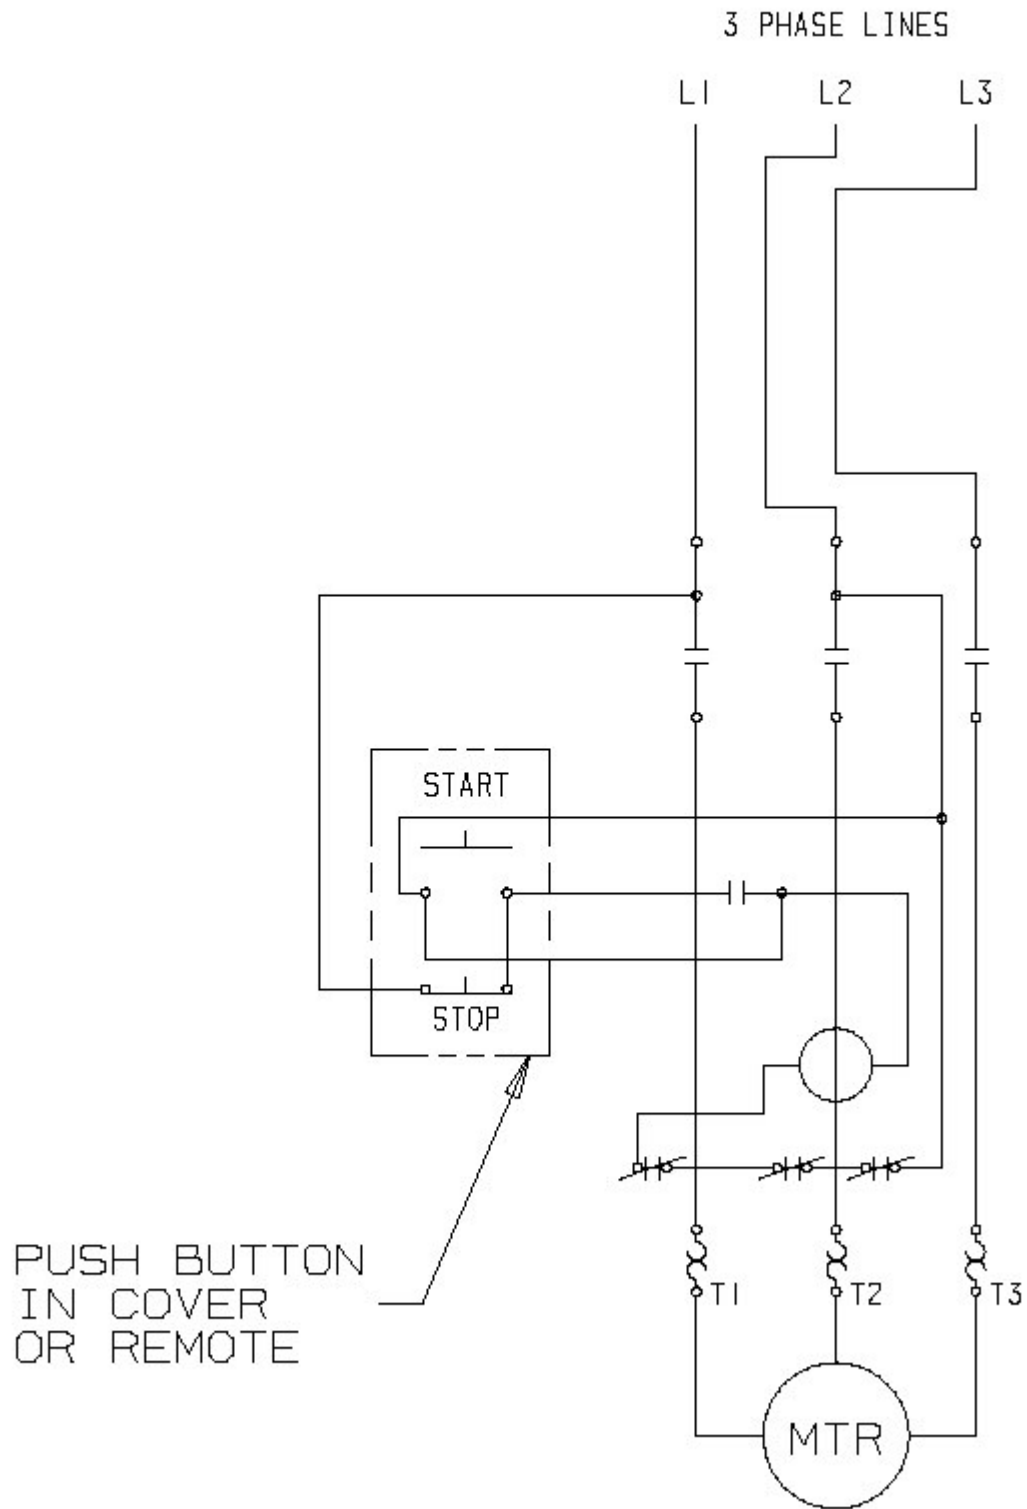 3 PHASE LINES
L1 L2 L3
START
STOP
PUSH BUTTON
IN COVER
OR REMOTE
T1 T2 T3
MTR